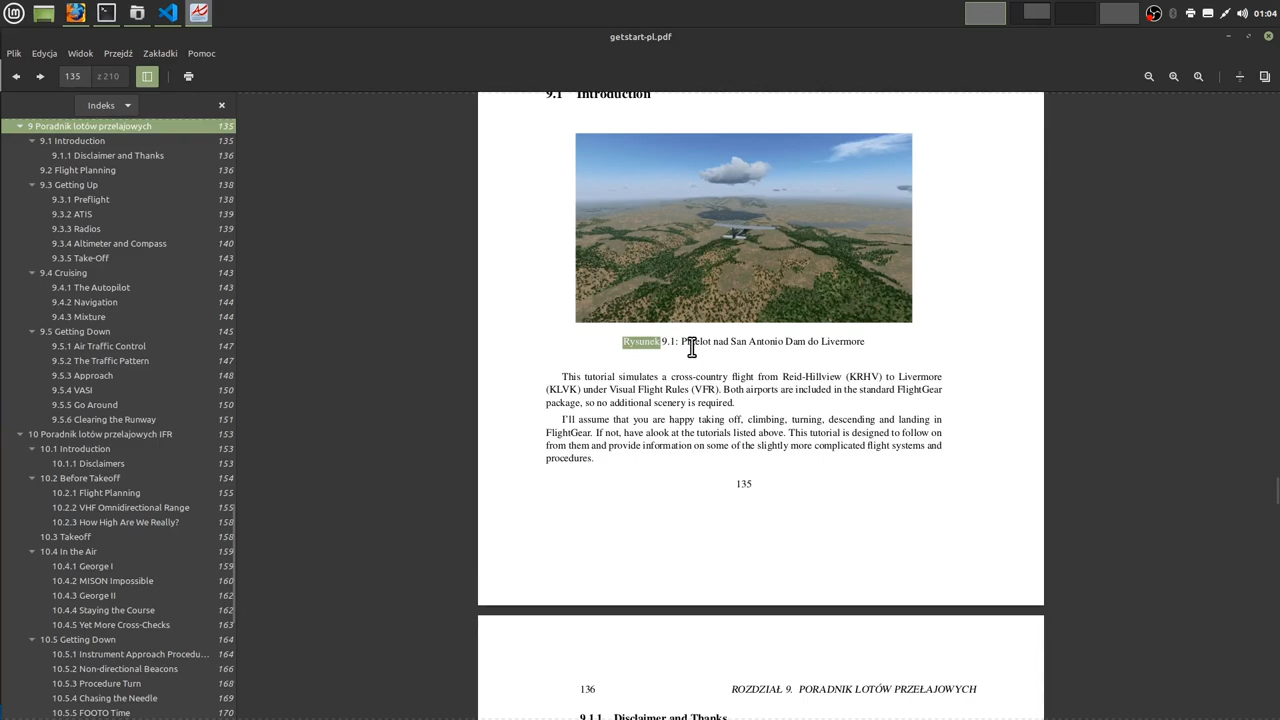 01:04
getstart-pl.pdf
Plik Edycja Widok Przejdź Zakładki Pomoc
135 z 210
Indeks
9 Poradnik lotów przełajowych 135
9.1 Introduction 135
9.1.1 Disclaimer and Thanks 136
9.2 Flight Planning 136
9.3 Getting Up 138
9.3.1 Preflight 138
9.3.2 ATIS 139
9.3.3 Radios 139
9.3.4 Altimeter and Compass 140
9.3.5 Take-Off 143
9.4 Cruising 143
9.4.1 The Autopilot 143
9.4.2 Navigation 144
9.4.3 Mixture 144
9.5 Getting Down 145
9.5.1 Air Traffic Control 147
9.5.2 The Traffic Pattern 147
9.5.3 Approach 148
9.5.4 VASI 150
9.5.5 Go Around 150
9.5.6 Clearing the Runway 151
10 Poradnik lotów przelajowych IFR 153
10.1 Introduction 153
10.1.1 Disclaimers 153
10.2 Before Takeoff 154
10.2.1 Flight Planning 155
10.2.2 VHF Omnidirectional Range 155
10.2.3 How High Are We Really? 158
10.3 Takeoff 158
10.4 In the Air 159
10.4.1 George I 159
10.4.2 MISON Impossible 160
10.4.3 George II 162
10.4.4 Staying the Course 162
10.4.5 Yet More Cross-Checks 163
10.5 Getting Down 164
10.5.1 Instrument Approach Procedu... 164
10.5.2 Non-directional Beacons 166
10.5.3 Procedure Turn 168
10.5.4 Chasing the Needle 169
10.5.5 FOOTO Time 170
9.1 Introduction
Rysunek 9.1: Przelot nad San Antonio Dam do Livermore
This tutorial simulates a cross-country flight from Reid-Hillview (KRHV) to Livermore
(KLVK) under Visual Flight Rules (VFR). Both airports are included in the standard FlightGear
package, so no additional scenery is required.
I'll assume that you are happy taking off, climbing, turning, descending and landing in
FlightGear. If not, have alook at the tutorials listed above. This tutorial is designed to follow on
from them and provide information on some of the slightly more complicated flight systems and
procedures.
135
136 ROZDZIAŁ 9. PORADNIK LOTÓW PRZEŁAJOWYCH
9.1.1 Disclaimer and Thanks